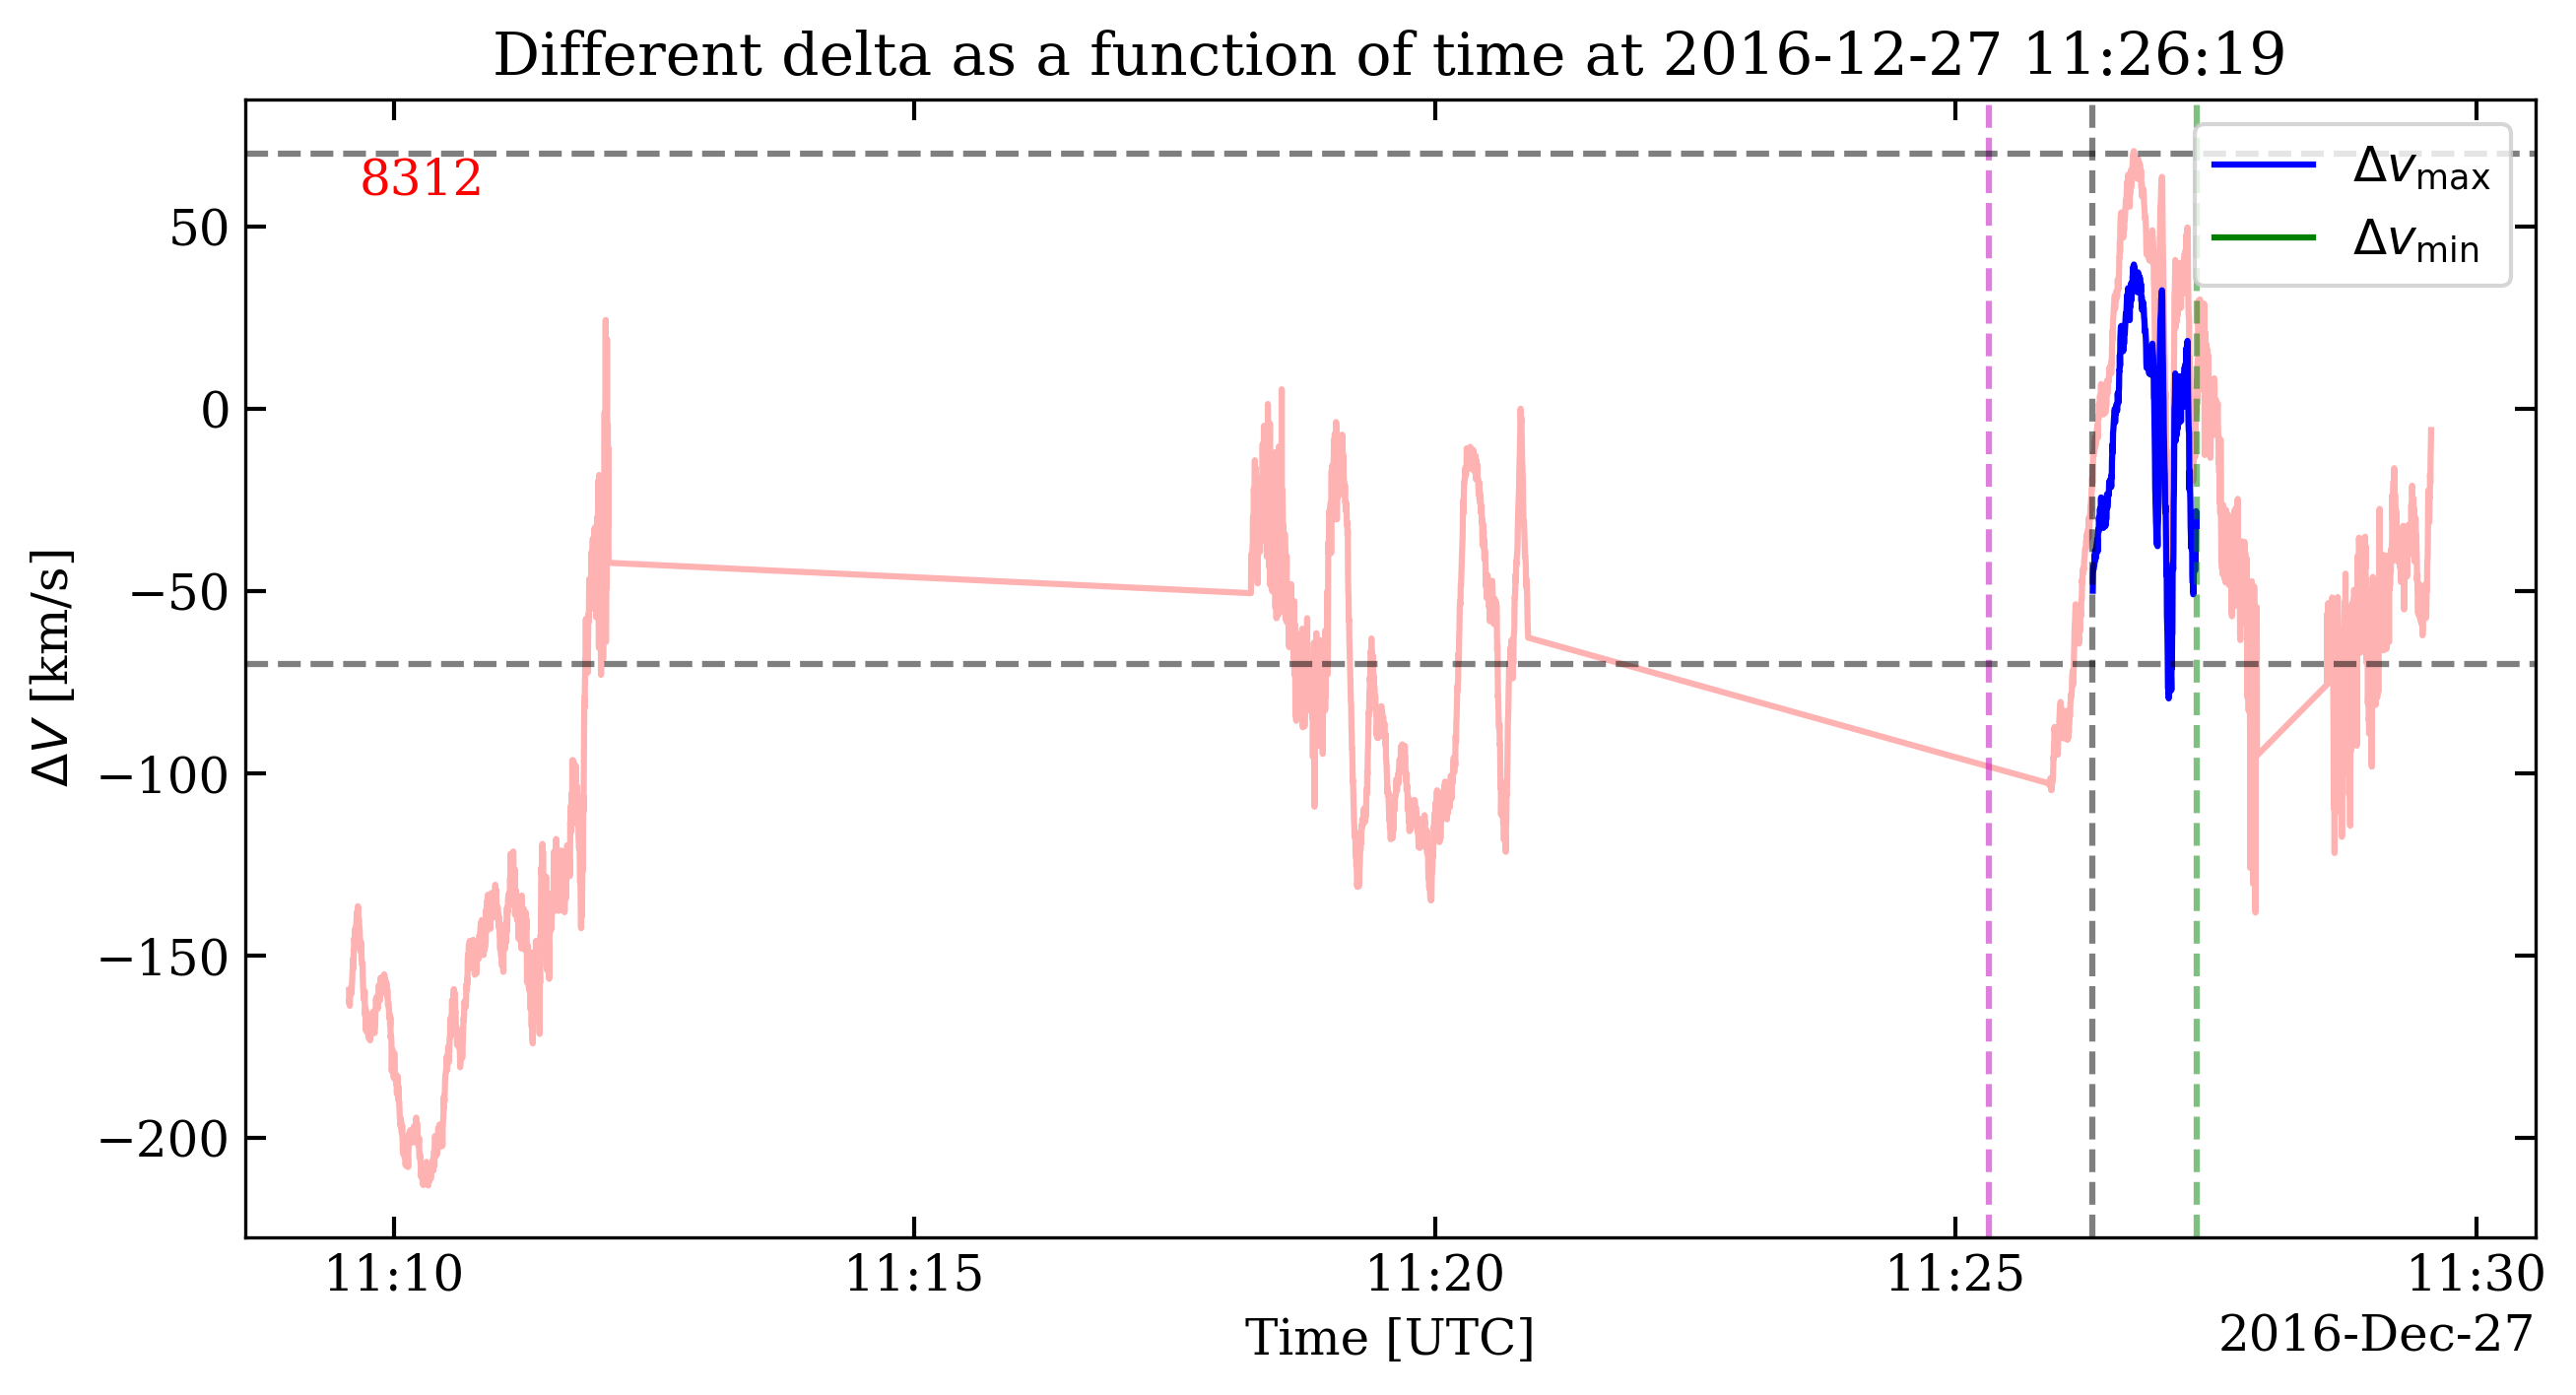 Different delta as a function of time at 2016-12-27 11:26:19
8312
Δv_max
Δv_min
50
0
−50
−100
−150
−200
ΔV [km/s]
11:10 11:15 11:20 11:25 11:30
Time [UTC]
2016-Dec-27